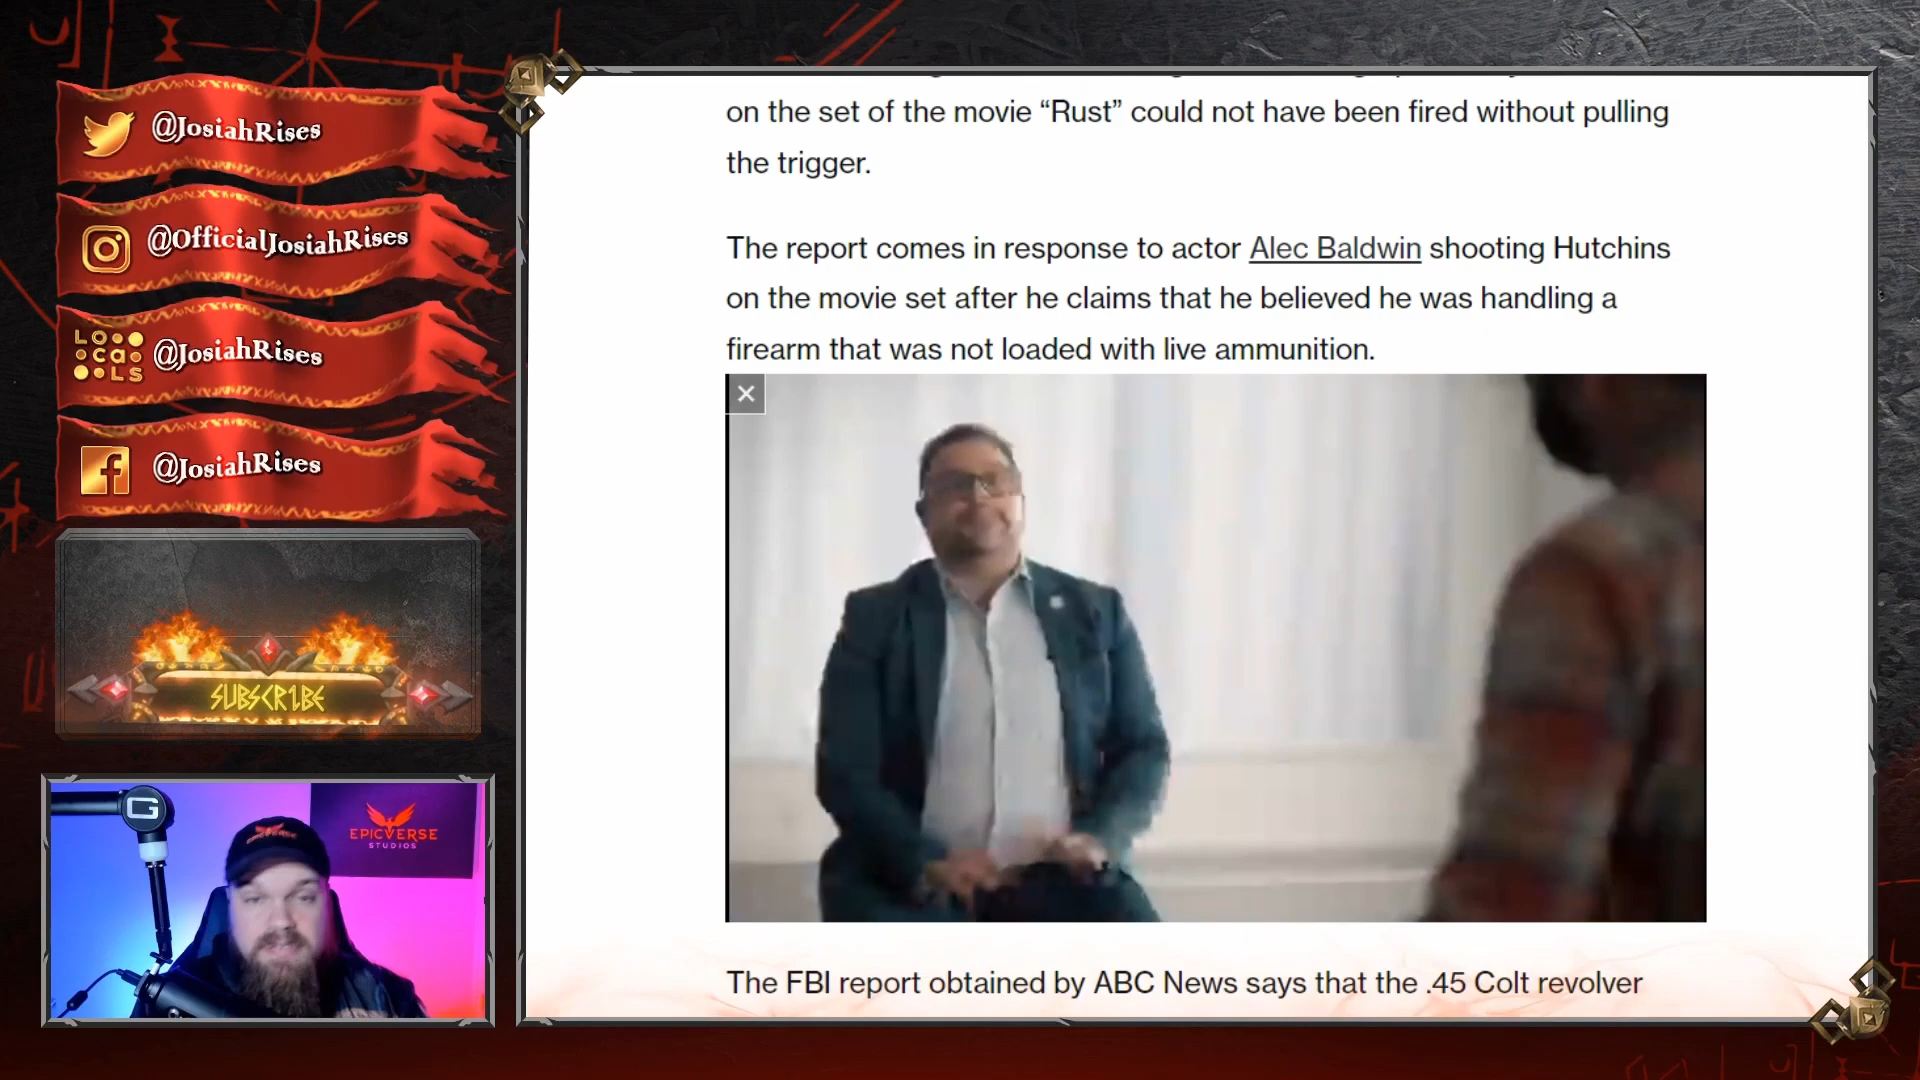 @JosiahRises
@OfficialJosiahRises
LOcaLS
@JosiahRises
@JosiahRises
SUBSCRIBE
G
EPICVERSE
STUDIOS
EPICVERSE
on the set of the movie “Rust” could not have been fired without pulling
the trigger.
The report comes in response to actor Alec Baldwin shooting Hutchins
on the movie set after he claims that he believed he was handling a
firearm that was not loaded with live ammunition.
The FBI report obtained by ABC News says that the .45 Colt revolver